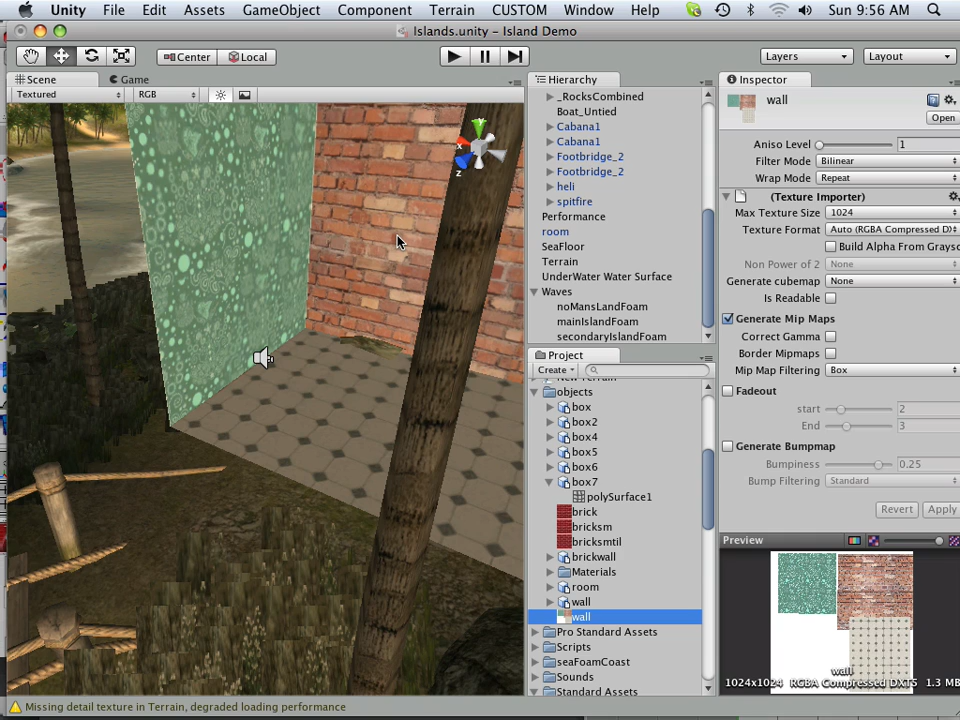 Unity File Edit Assets GameObject Component Terrain CUSTOM Window Help Sun 9:56 AM
Islands.unity – Island Demo
Center Local Layers Layout
Scene Game
Textured RGB
Hierarchy
_RocksCombined
Boat_Untied
Cabana1
Cabana1
Footbridge_2
Footbridge_2
heli
spitfire
Performance
room
SeaFloor
Terrain
UnderWater Water Surface
Waves
noMansLandFoam
mainIslandFoam
secondaryIslandFoam
Project
Create
objects
box
box2
box4
box5
box6
box7
polySurface1
brick
bricksm
bricksmtil
brickwall
Materials
room
wall
wall
Pro Standard Assets
Scripts
seaFoamCoast
Sounds
Standard Assets
Inspector
wall
Open
Aniso Level 1
Filter Mode Bilinear
Wrap Mode Repeat
(Texture Importer)
Max Texture Size 1024
Texture Format Auto (RGBA Compressed DX
Build Alpha From Graysc
Non Power of 2 None
Generate cubemap None
Is Readable
Generate Mip Maps
Correct Gamma
Border Mipmaps
Mip Map Filtering Box
Fadeout
start 2
End 3
Generate Bumpmap
Bumpiness 0.25
Bump Filtering Standard
Revert Apply
Preview
wall
1024x1024 RGBA Compressed DXT5 1.3 M
Missing detail texture in Terrain, degraded loading performance
x
z